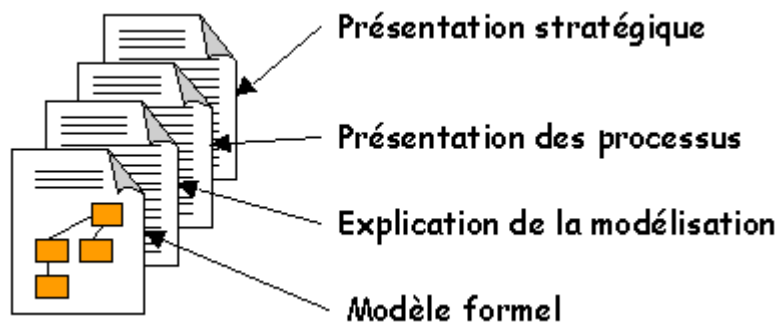 Présentation stratégique
Présentation des processus
Explication de la modélisation
Modèle formel